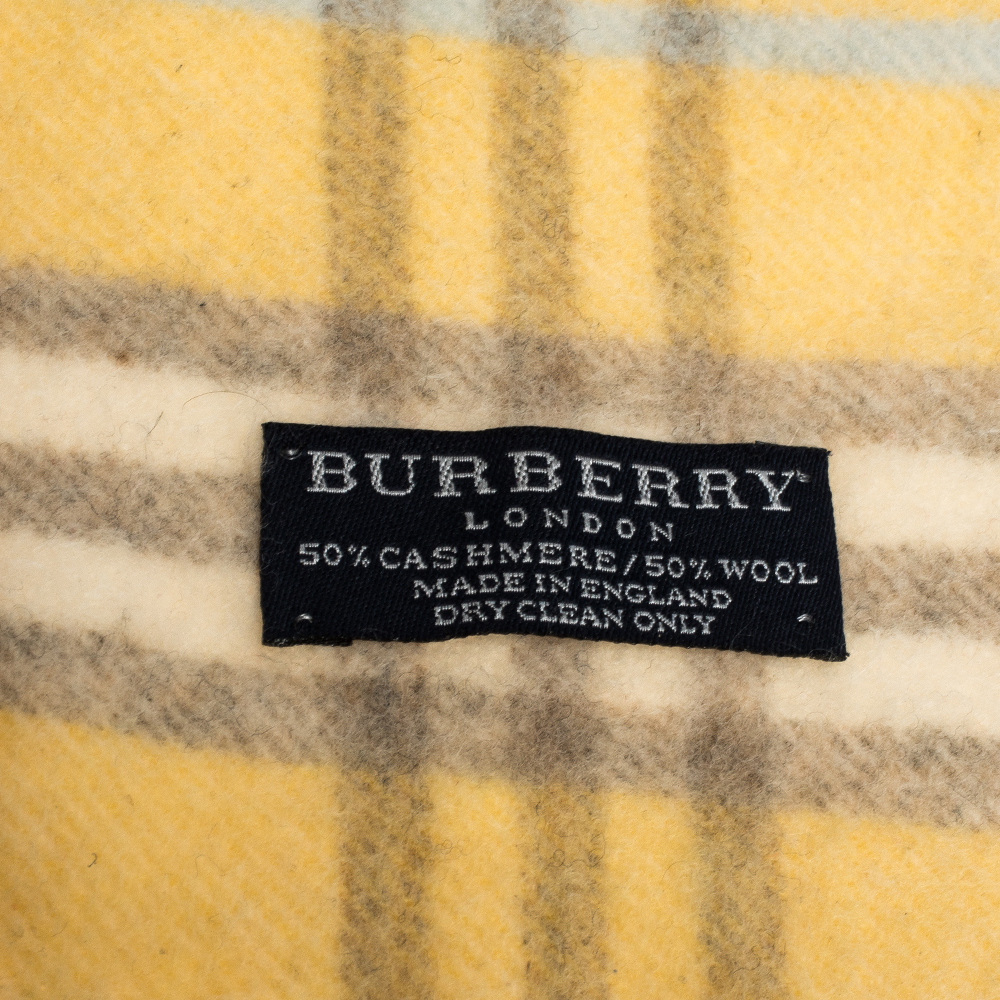 BURBERRY
LONDON
50% CASHMERE/50% WOOL
MADE IN ENGLAND
DRY CLEAN ONLY